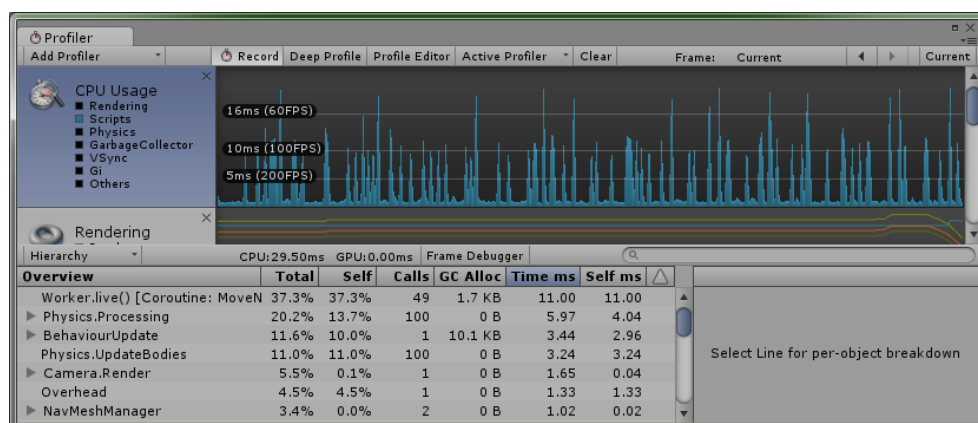 Profiler
Add Profiler Record Deep Profile Profile Editor Active Profiler Clear Frame: Current Current
CPU Usage
Rendering
Scripts
Physics
GarbageCollector
VSync
Gi
Others
16ms (60FPS)
10ms (100FPS)
5ms (200FPS)
Rendering
Hierarchy CPU:29.50ms GPU:0.00ms Frame Debugger
Overview Total Self Calls GC Alloc Time ms Self ms
Worker.live() [Coroutine: MoveN 37.3% 37.3% 49 1.7 KB 11.00 11.00
Physics.Processing 20.2% 13.7% 100 0 B 5.97 4.04
BehaviourUpdate 11.6% 10.0% 1 10.1 KB 3.44 2.96
Physics.UpdateBodies 11.0% 11.0% 100 0 B 3.24 3.24
Camera.Render 5.5% 0.1% 1 0 B 1.65 0.04
Overhead 4.5% 4.5% 1 0 B 1.33 1.33
NavMeshManager 3.4% 0.0% 2 0 B 1.02 0.02
Select Line for per-object breakdown